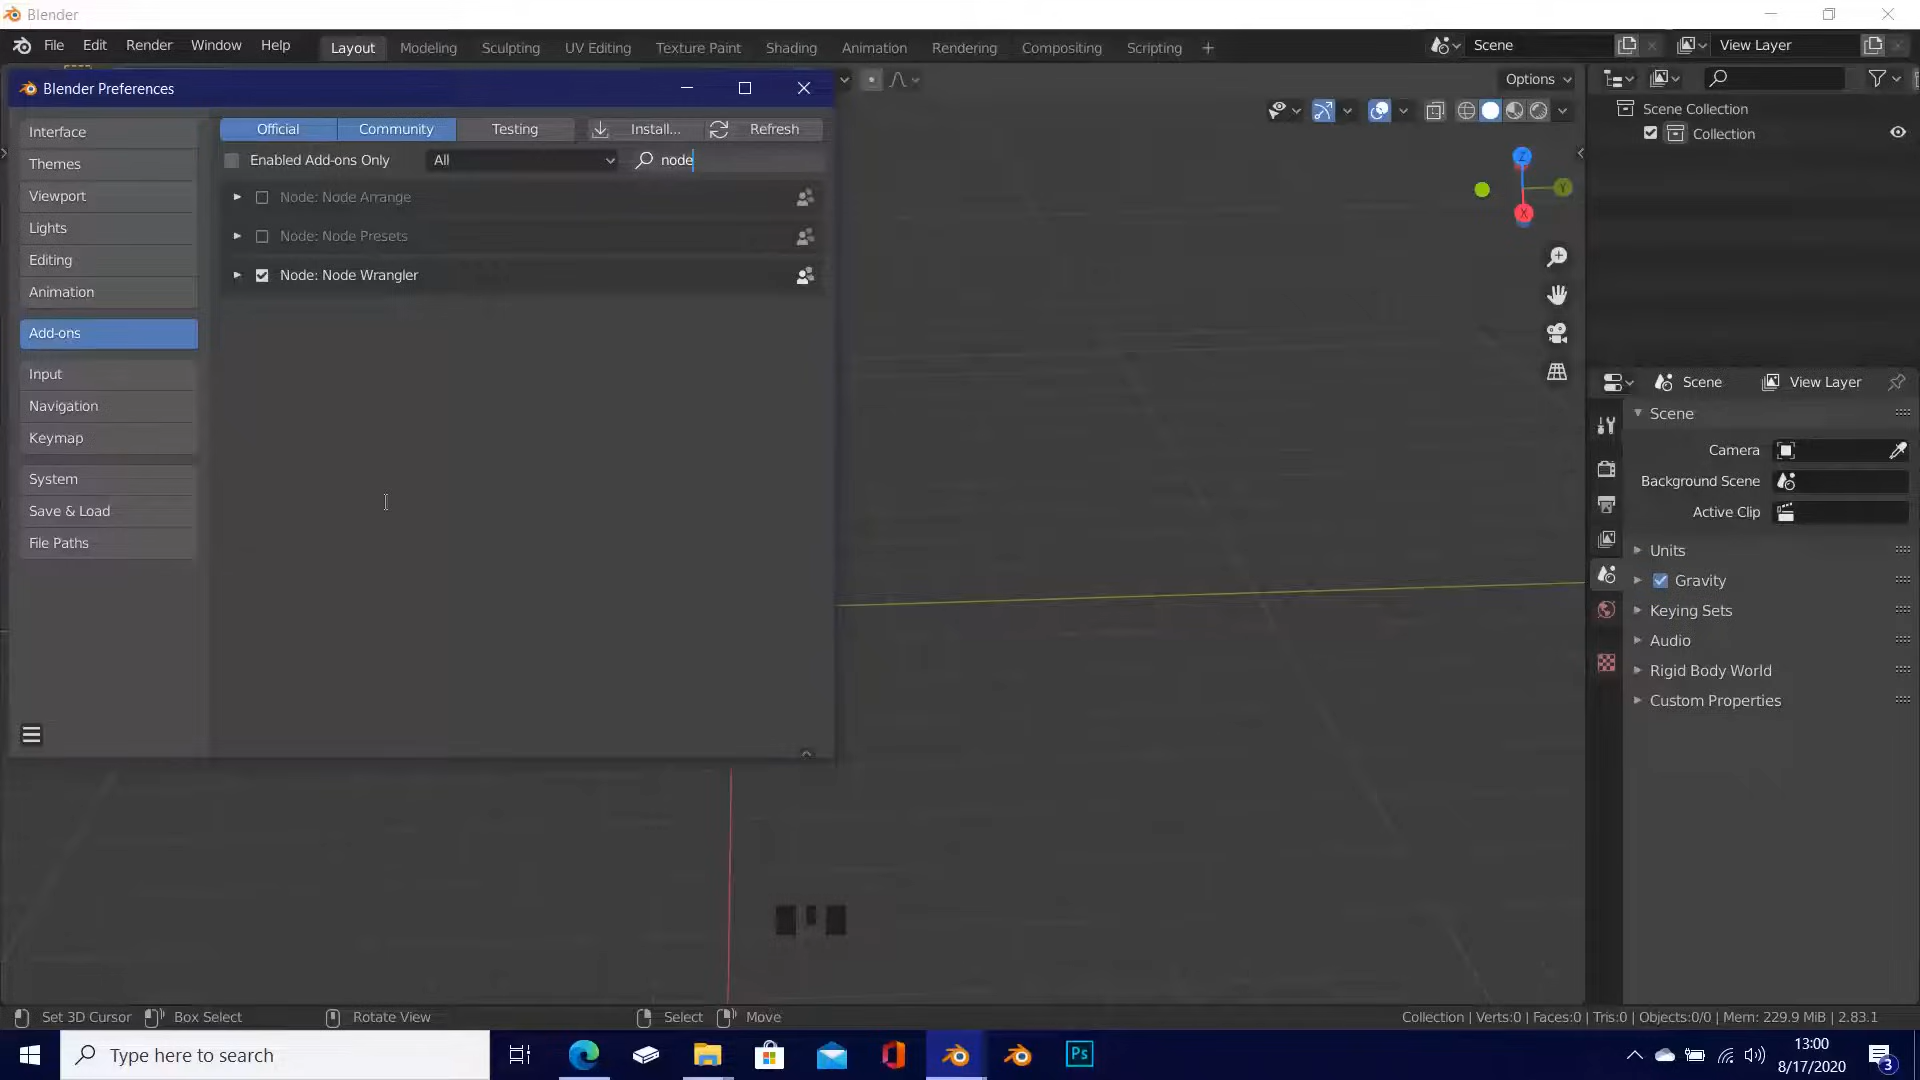 Blender
File Edit Render Window Help Layout Modeling Sculpting UV Editing Texture Paint Shading Animation Rendering Compositing Scripting + Scene View Layer
Blender Preferences
Options
Interface
Themes
Viewport
Lights
Editing
Animation
Add-ons
Input
Navigation
Keymap
System
Save & Load
File Paths
Official Community Testing Install... Refresh
Enabled Add-ons Only All node
Node: Node Arrange
Node: Node Presets
Node: Node Wrangler
Z
Y
X
Scene Collection
Collection
Scene View Layer
Scene
Camera
Background Scene
Active Clip
Units
Gravity
Keying Sets
Audio
Rigid Body World
Custom Properties
Set 3D Cursor Box Select Rotate View Select Move Collection | Verts:0 | Faces:0 | Tris:0 | Objects:0/0 | Mem: 229.9 MiB | 2.83.1
Type here to search
Ps
13:00
8/17/2020
3